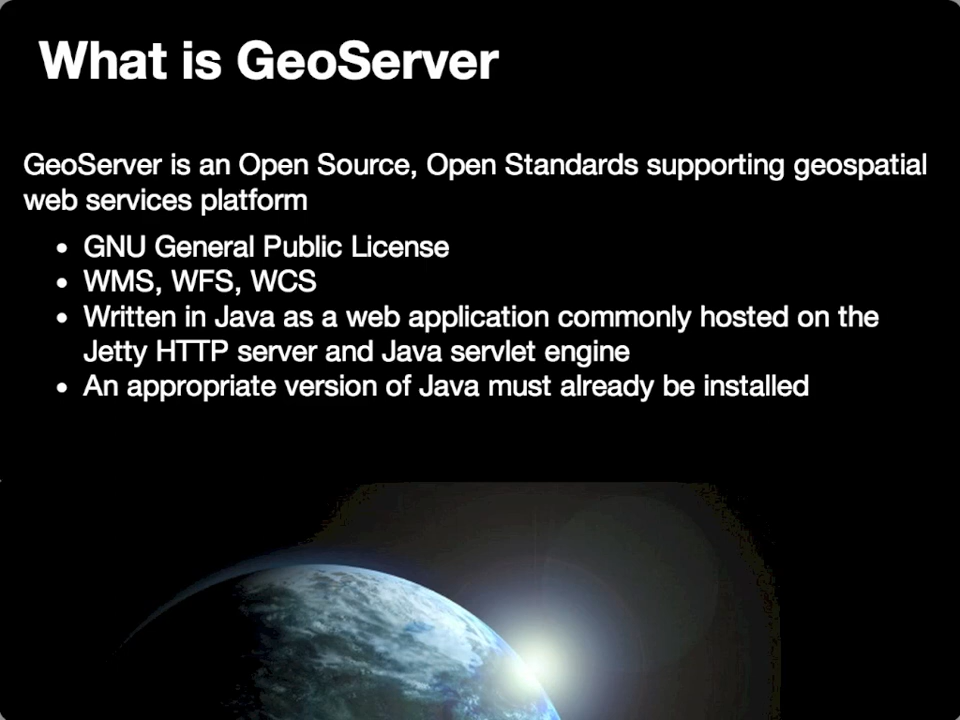 What is GeoServer
GeoServer is an Open Source, Open Standards supporting geospatial
web services platform
• GNU General Public License
• WMS, WFS, WCS
• Written in Java as a web application commonly hosted on the
Jetty HTTP server and Java servlet engine
• An appropriate version of Java must already be installed